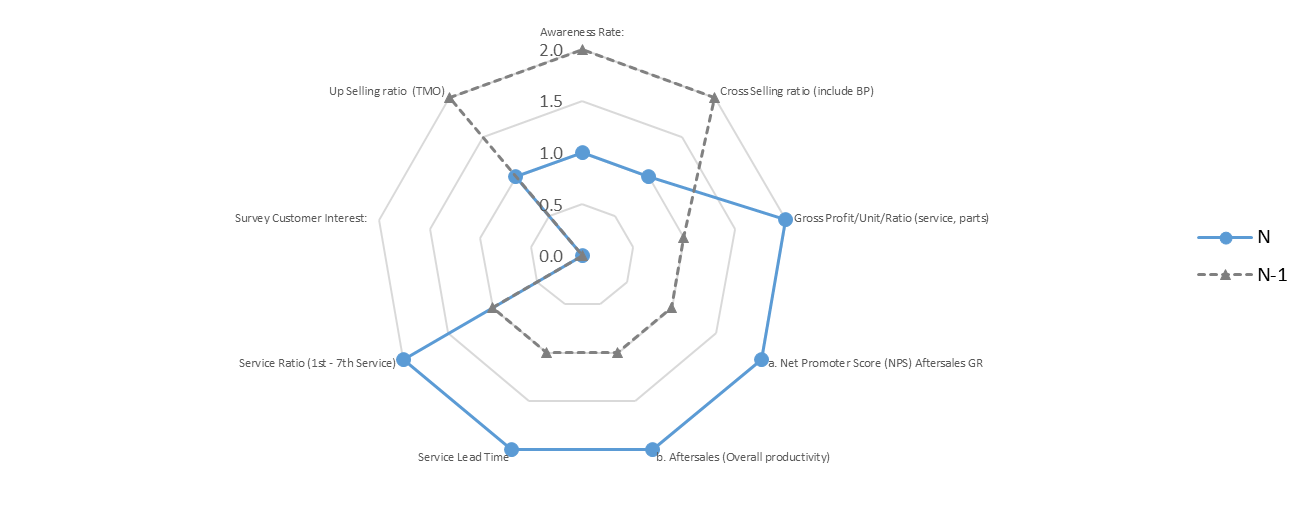 Awareness Rate:
2.0
Up Selling ratio (TMO)
Cross Selling ratio (include BP)
1.5
1.0
0.5
Survey Customer Interest:
Gross Profit/Unit/Ratio (service, parts)
N
0.0
N-1
Service Ratio (1st - 7th Service)
a. Net Promoter Score (NPS) Aftersales GR
Service Lead Time
b. Aftersales (Overall productivity)